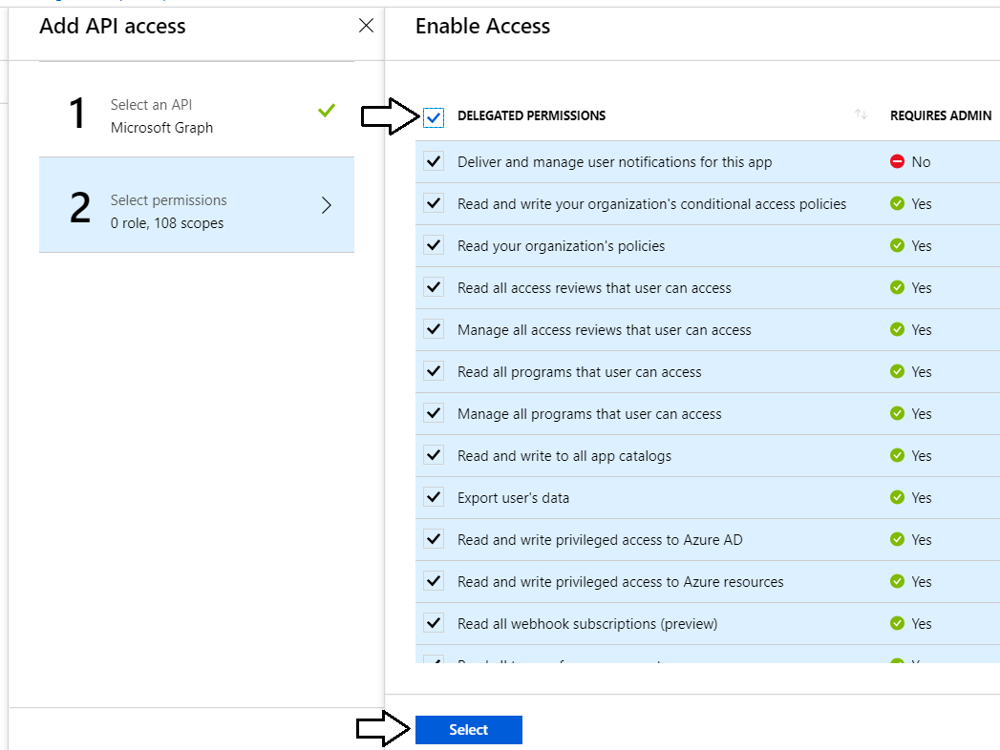 Add API access
1
Select an API
Microsoft Graph
2
Select permissions
0 role, 108 scopes
Enable Access
DELEGATED PERMISSIONS REQUIRES ADMIN
Deliver and manage user notifications for this app No
Read and write your organization's conditional access policies Yes
Read your organization's policies Yes
Read all access reviews that user can access Yes
Manage all access reviews that user can access Yes
Read all programs that user can access Yes
Manage all programs that user can access Yes
Read and write to all app catalogs Yes
Export user's data Yes
Read and write privileged access to Azure AD Yes
Read and write privileged access to Azure resources Yes
Read all webhook subscriptions (preview) Yes
Select